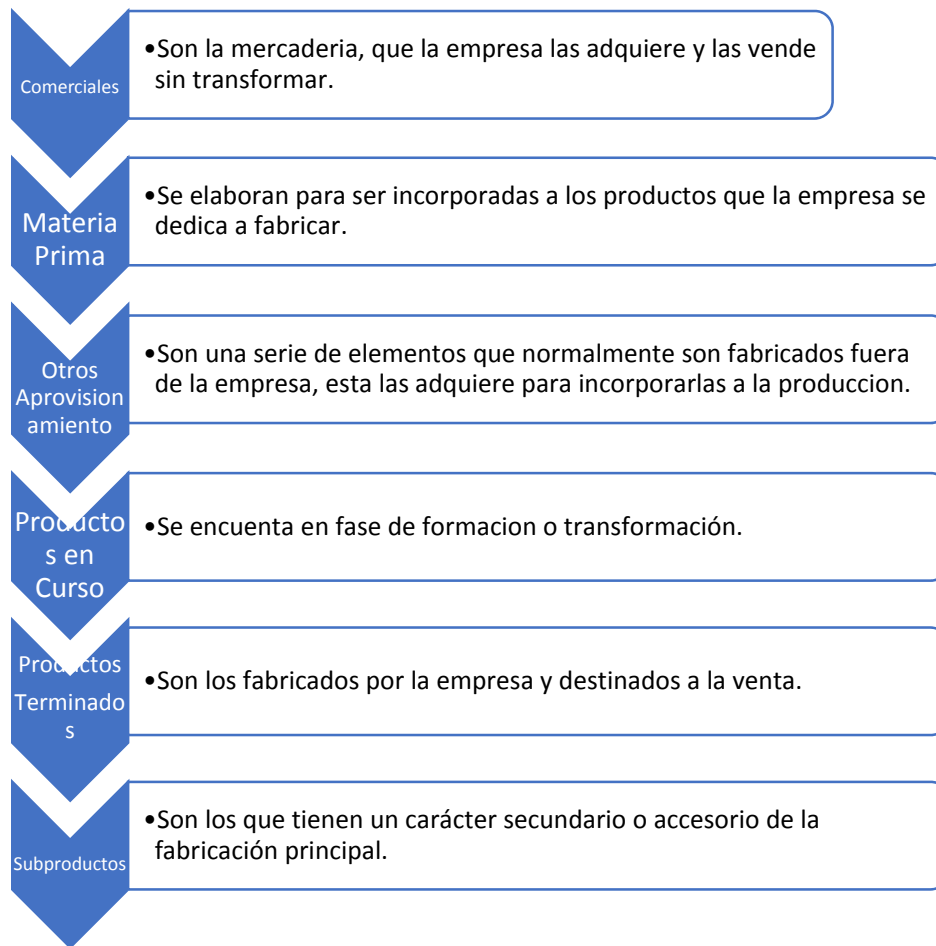 Comerciales
•Son la mercaderia, que la empresa las adquiere y las vende
sin transformar.
Materia
Prima
•Se elaboran para ser incorporadas a los productos que la empresa se
dedica a fabricar.
Otros
Aprovision
amiento
•Son una serie de elementos que normalmente son fabricados fuera
de la empresa, esta las adquiere para incorporarlas a la produccion.
Producto
s en
Curso
•Se encuenta en fase de formacion o transformación.
Productos
Terminado
s
•Son los fabricados por la empresa y destinados a la venta.
Subproductos
•Son los que tienen un carácter secundario o accesorio de la
fabricación principal.